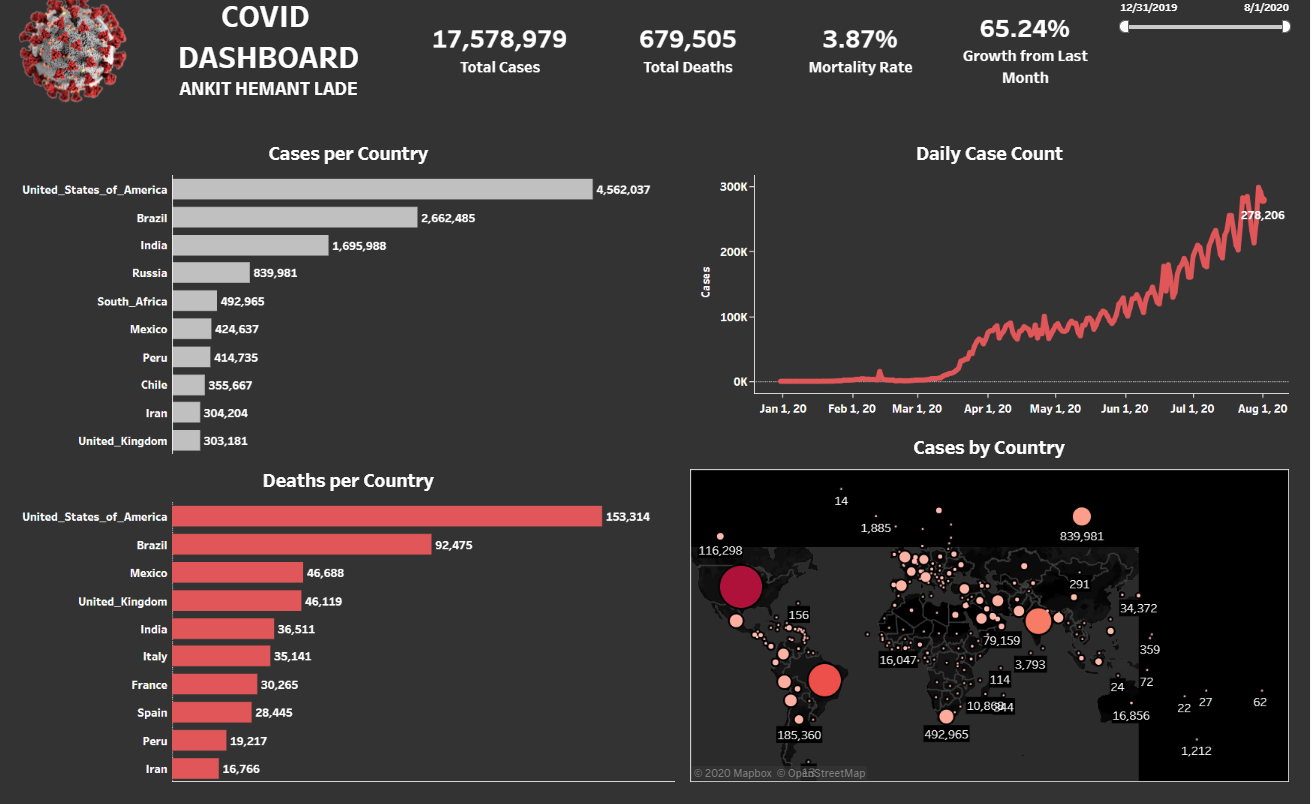 COVID
DASHBOARD
ANKIT HEMANT LADE
17,578,979
Total Cases
679,505
Total Deaths
3.87%
Mortality Rate
65.24%
Growth from Last
Month
12/31/2019
8/1/2020
Cases per Country
United_States_of_America
4,562,037
Brazil
2,662,485
India
1,695,988
Russia
839,981
South_Africa
492,965
Mexico
424,637
Peru
414,735
Chile
355,667
Iran
304,204
United_Kingdom
303,181
Daily Case Count
Cases
300K
200K
100K
0K
278,206
Jan 1, 20
Feb 1, 20
Mar 1, 20
Apr 1, 20
May 1, 20
Jun 1, 20
Jul 1, 20
Aug 1, 20
Deaths per Country
United_States_of_America
153,314
Brazil
92,475
Mexico
46,688
United_Kingdom
46,119
India
36,511
Italy
35,141
France
30,265
Spain
28,445
Peru
19,217
Iran
16,766
Cases by Country
14
1,885
839,981
116,298
291
34,372
156
79,159
359
16,047
3,793
114
72
24
10,868
344
22
27
62
16,856
185,360
492,965
1,212
13
© 2020 Mapbox © OpenStreetMap